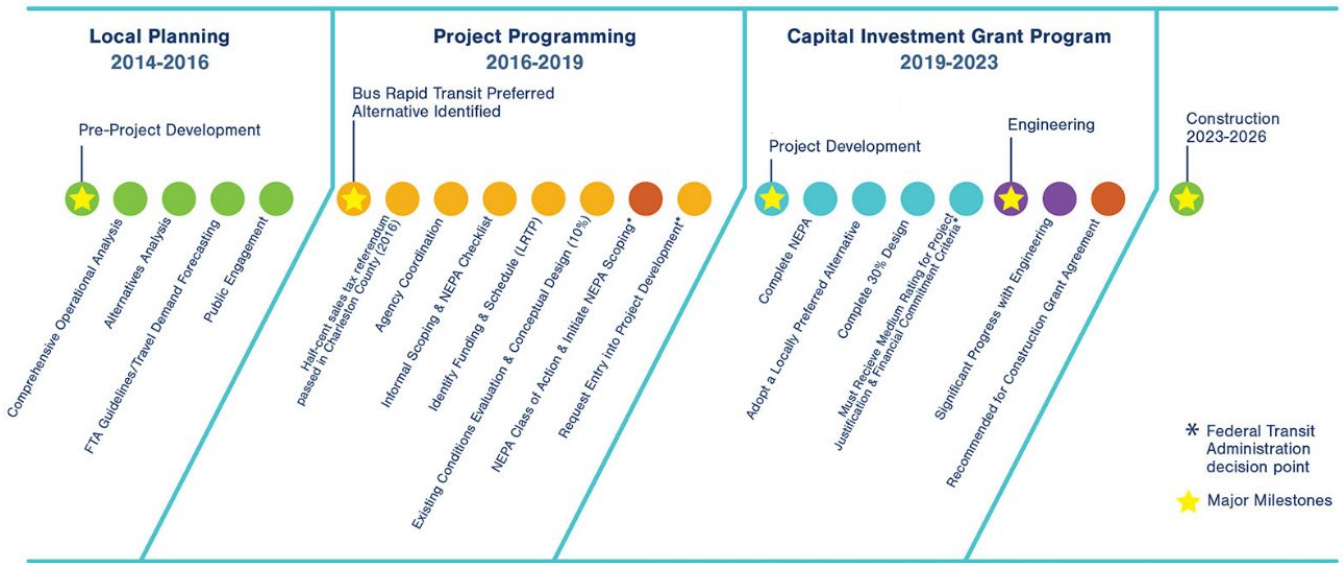 Local Planning
2014-2016
Pre-Project Development
Comprehensive Operational Analysis
Alternatives Analysis
FTA Guidelines/Travel Demand Forecasting
Public Engagement
Project Programming
2016-2019
Bus Rapid Transit Preferred
Alternative Identified
Half-cent sales tax referendum
passed in Charleston County (2016)
Agency Coordination
Informal Scoping & NEPA Checklist
Identify Funding & Schedule (LRTP)
Existing Conditions Evaluation & Conceptual Design (10%)
NEPA Class of Action & Initiate NEPA Scoping*
Request Entry into Project Development*
Capital Investment Grant Program
2019-2023
Project Development
Complete NEPA
Adopt a Locally Preferred Alternative
Complete 30% Design
Must Recieve Medium Rating for Project
Justification & Financial Commitment Criteria*
Engineering
Significant Progress with Engineering
Recommended for Construction Grant Agreement
Construction
2023-2026
* Federal Transit
Administration
decision point
Major Milestones